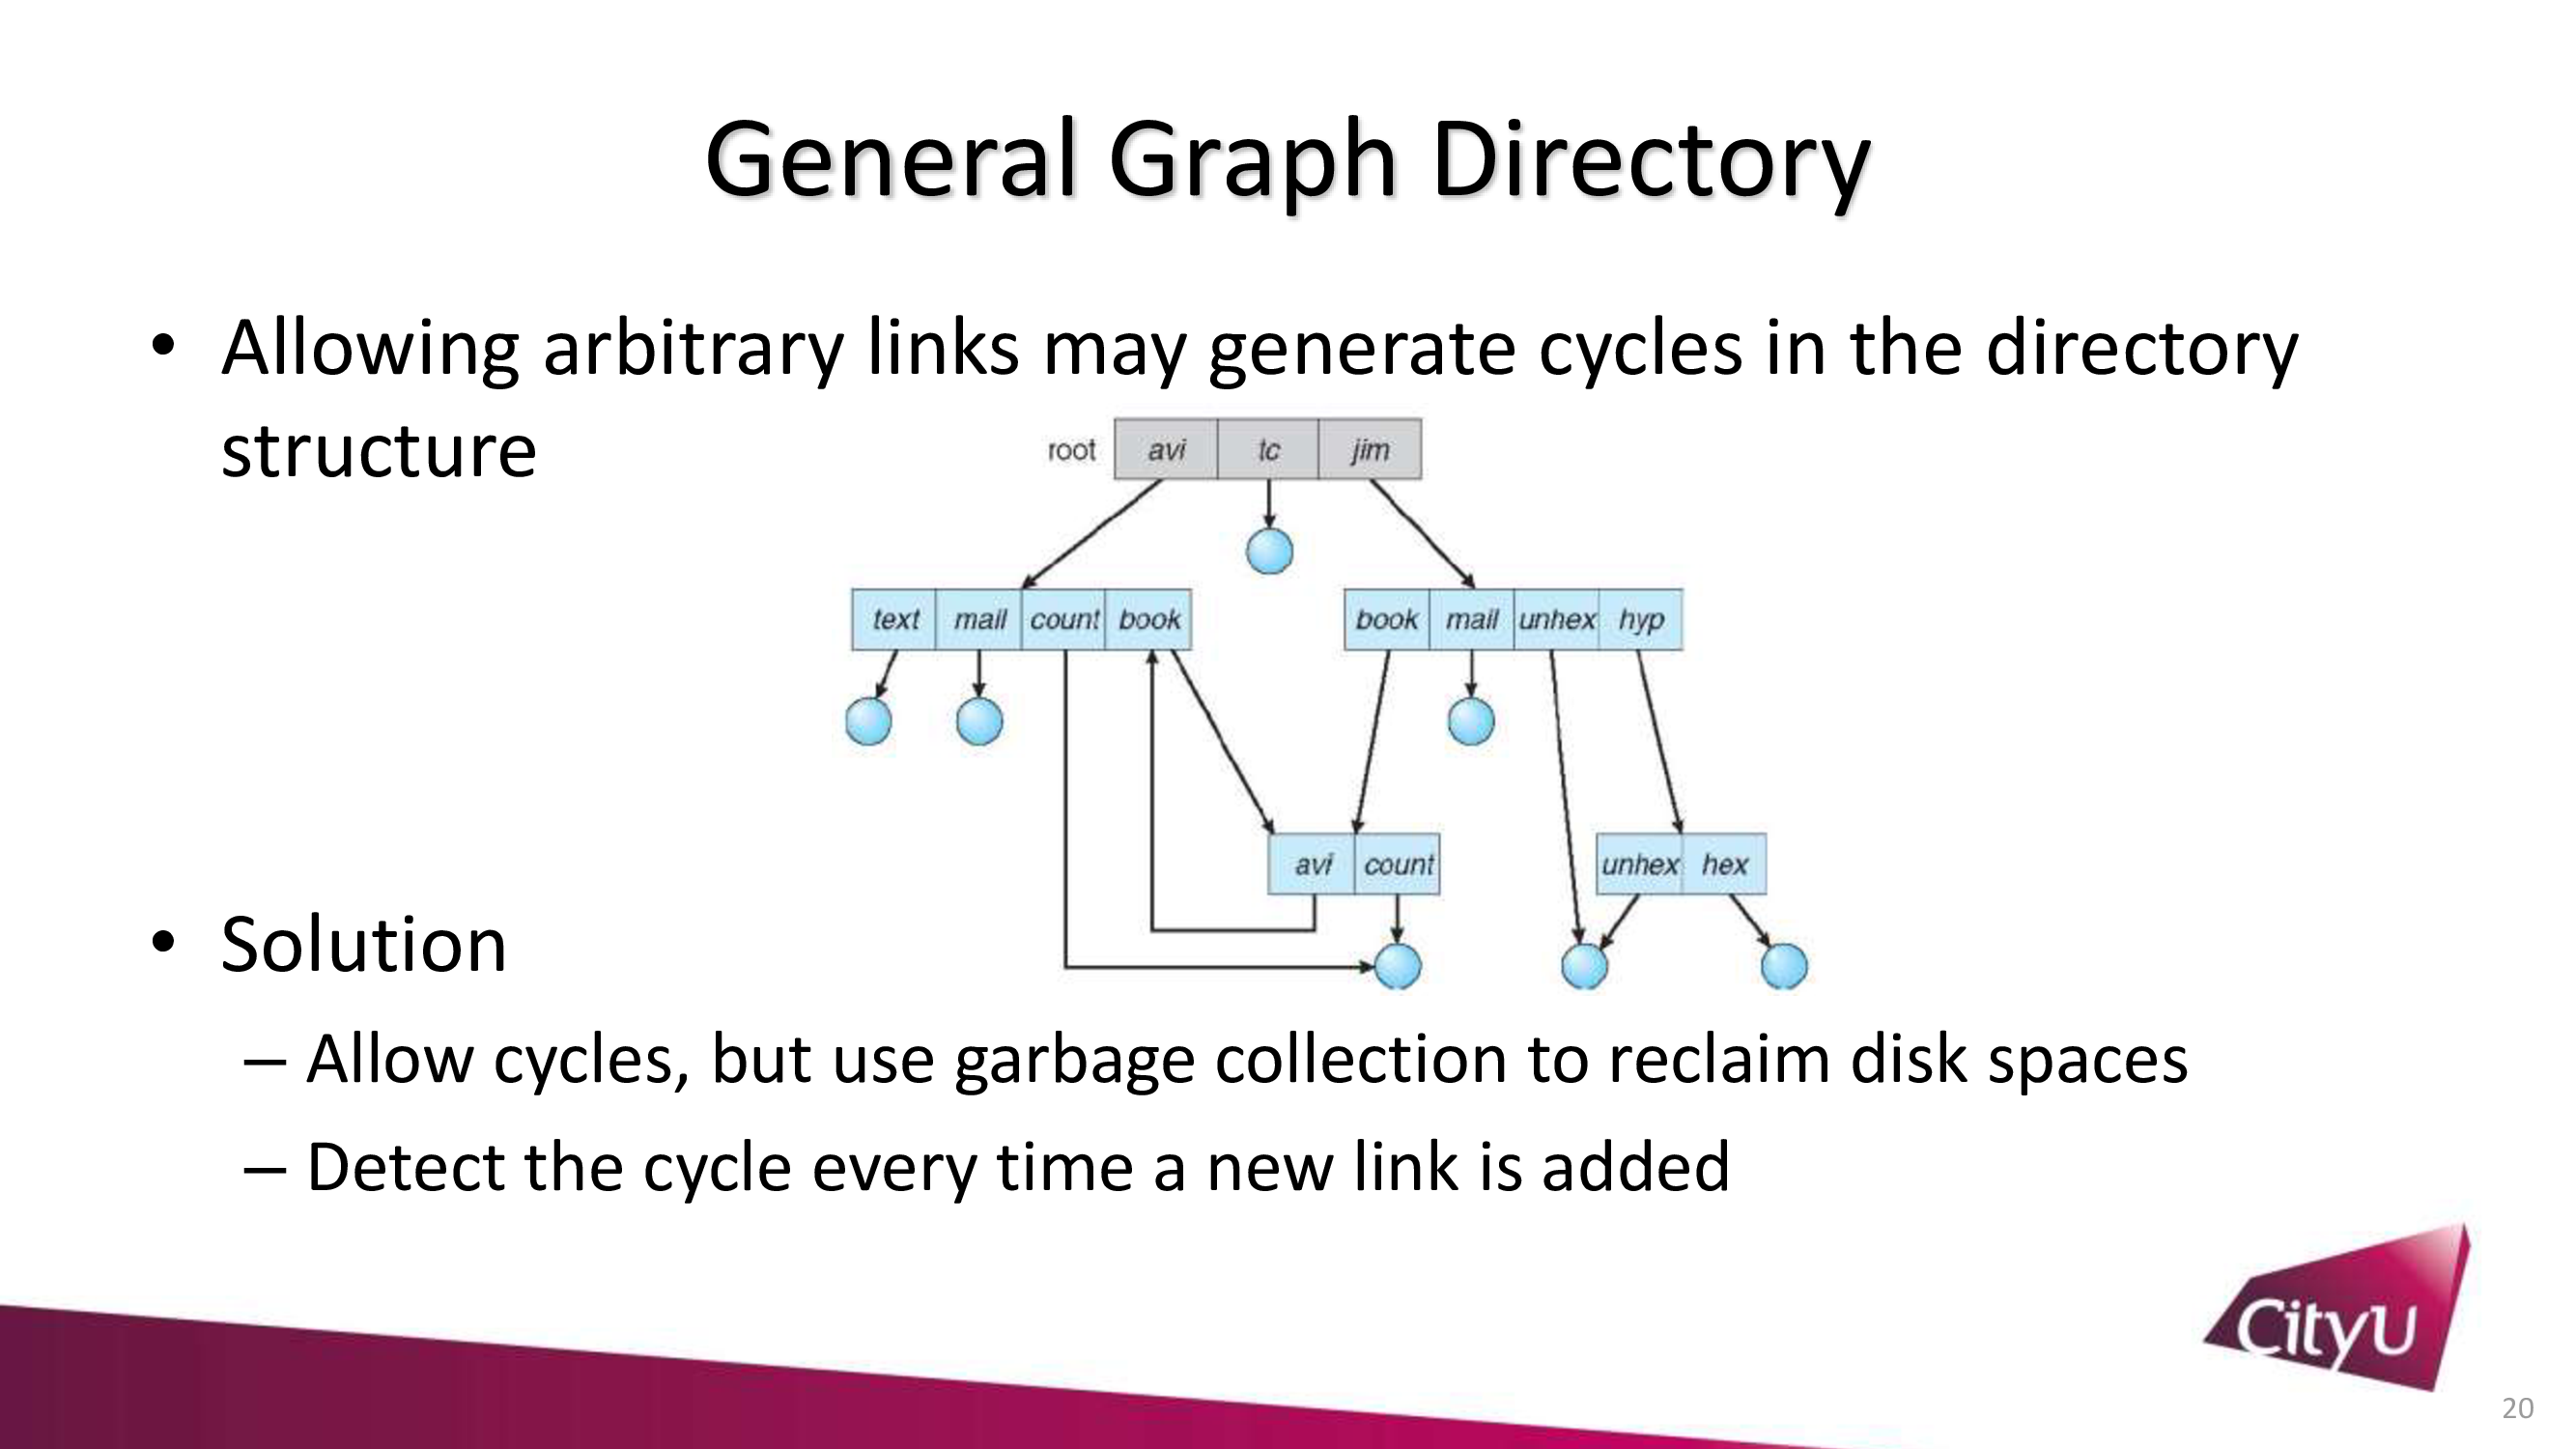 General Graph Directory
• Allowing arbitrary links may generate cycles in the directory
structure
root avi tc jim
text mail count book
book mail unhex hyp
avi count
unhex hex
• Solution
– Allow cycles, but use garbage collection to reclaim disk spaces
– Detect the cycle every time a new link is added
CityU
20